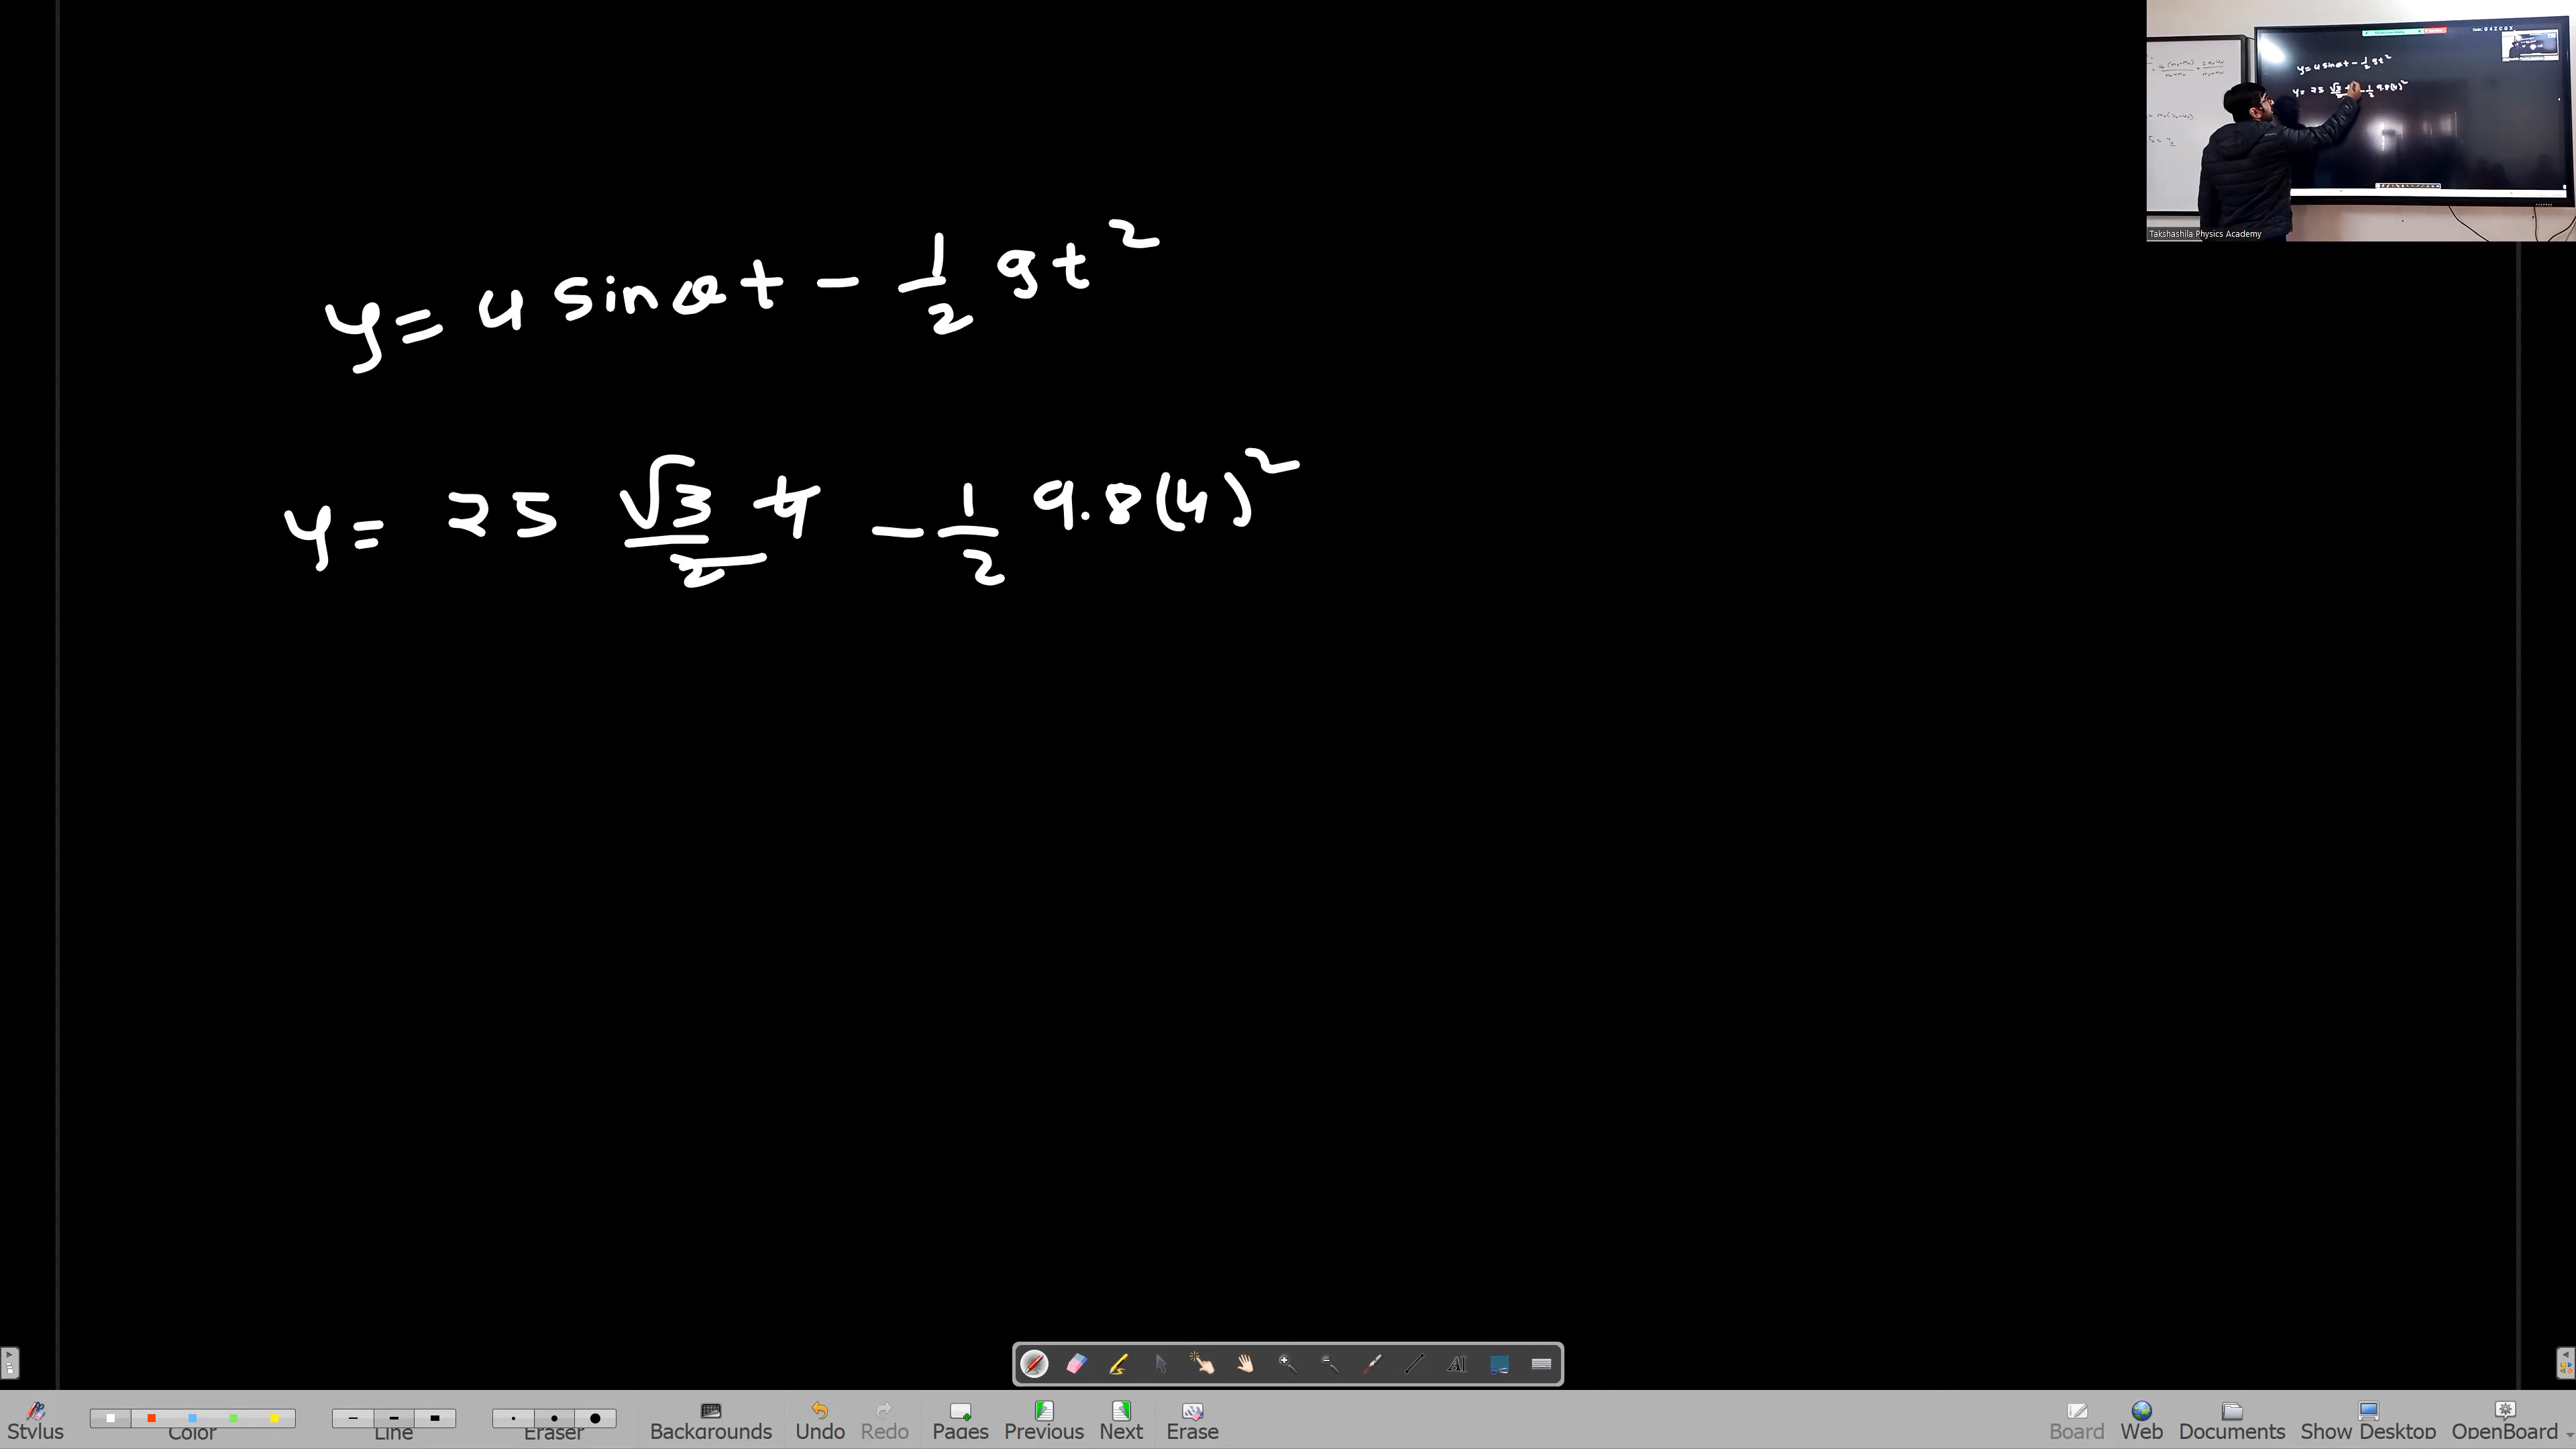 y = u sinθ t - 1/2 gt²
y = 25 √3/2 4 - 1/2 9.8(4)²
Takshashila Physics Academy
Stylus
Color
Line
Eraser
Backgrounds
Undo
Redo
Pages
Previous
Next
Erase
Board
Web
Documents
Show Desktop
OpenBoard